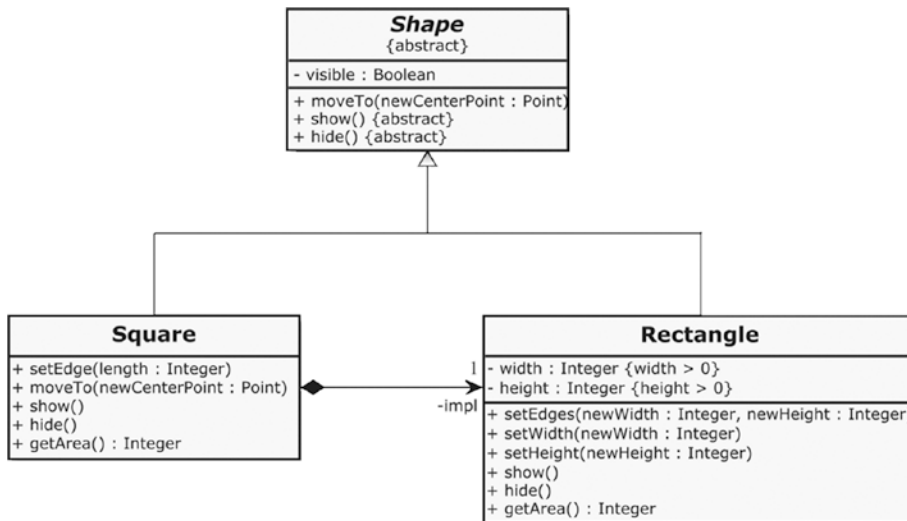 Shape
{abstract}
- visible : Boolean
+ moveTo(newCenterPoint : Point)
+ show() {abstract}
+ hide() {abstract}
Square
+ setEdge(length : Integer)
+ moveTo(newCenterPoint : Point)
+ show()
+ hide()
+ getArea() : Integer
1
-impl
Rectangle
- width : Integer {width > 0}
- height : Integer {height > 0}
+ setEdges(newWidth : Integer, newHeight : Integer
+ setWidth(newWidth : Integer)
+ setHeight(newHeight : Integer)
+ show()
+ hide()
+ getArea() : Integer